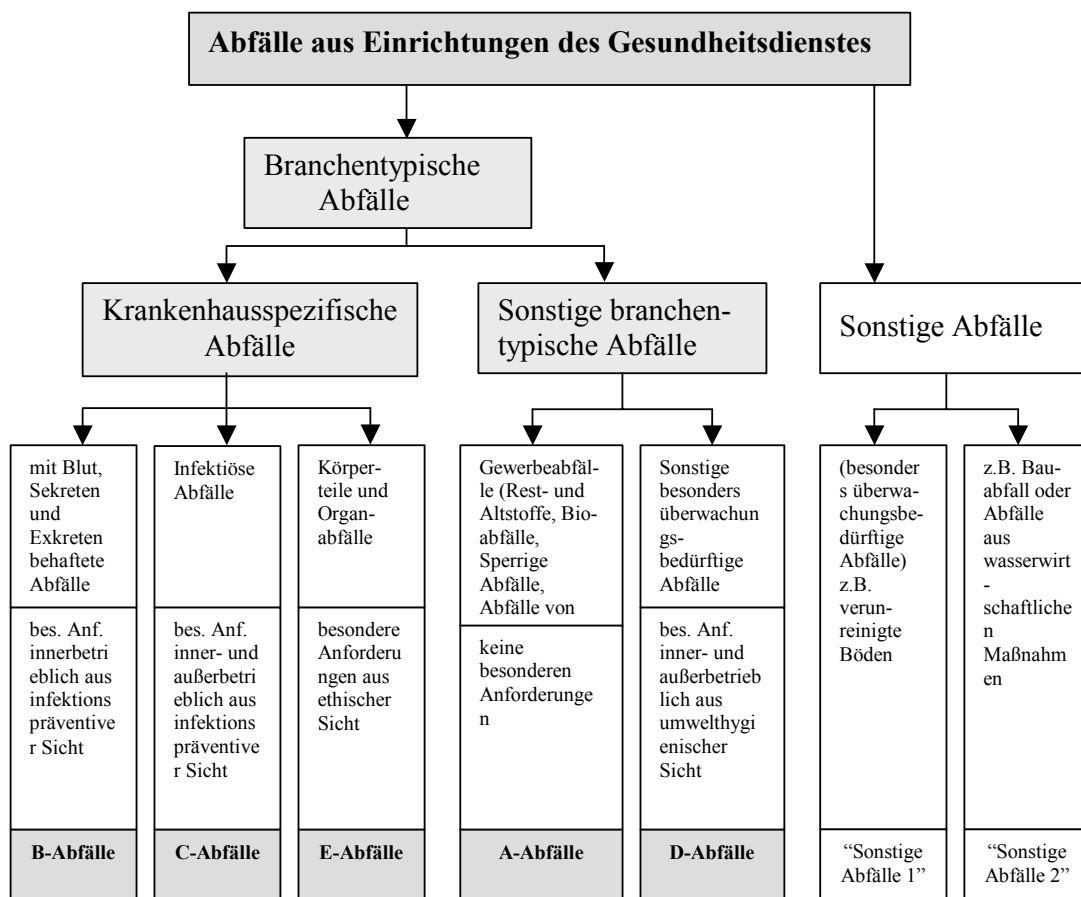 Abfälle aus Einrichtungen des Gesundheitsdienstes
Branchentypische
Abfälle
Krankenhausspezifische
Abfälle
Sonstige branchen-
typische Abfälle
Sonstige Abfälle
mit Blut,
Sekreten
und
Exkreten
behaftete
Abfälle
bes. Anf.
innerbetri
eblich aus
infektions
präventive
r Sicht
B-Abfälle
Infektiöse
Abfälle
bes. Anf.
inner- und
außerbetri
eblich aus
infektions
präventive
r Sicht
C-Abfälle
Körper-
teile und
Organ-
abfälle
besondere
Anforderu
ngen aus
ethischer
Sicht
E-Abfälle
Gewerbeabfäl-
le (Rest- und
Altstoffe, Bio-
abfälle,
Sperrige
Abfälle,
Abfälle von
keine
besonderen
Anforderunge
n
A-Abfälle
Sonstige
besonders
überwachu
ngs-
bedürftige
Abfälle
bes. Anf.
inner- und
außerbetrieb
lich aus
umwelthygi
enischer
Sicht
D-Abfälle
(besonder
s überwa-
chungsbe-
dürftige
Abfälle)
z.B.
verun-
reinigte
Böden
“Sonstige
Abfälle 1”
z.B. Bau-
abfall oder
Abfälle
aus
wasserwirt
-
schaftliche
n
Maßnahm
en
“Sonstige
Abfälle 2”